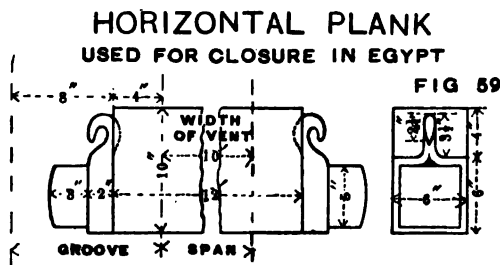 HORIZONTAL PLANK
USED FOR CLOSURE IN EGYPT
FIG 59
8" 4"
WIDTH
OF VENT
10
10"
3" 2"
6"
6"
GROOVE SPAN